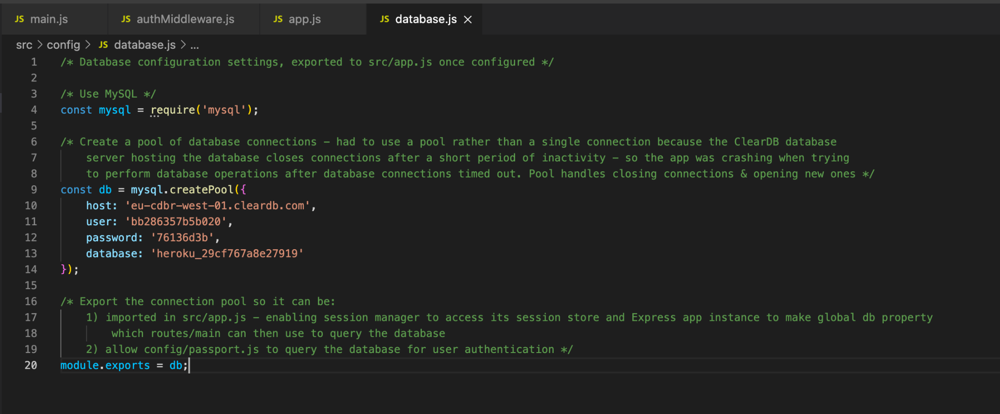 JS main.js JS authMiddleware.js JS app.js JS database.js ×
src > config > JS database.js > ...
1 /* Database configuration settings, exported to src/app.js once configured */
2
3 /* Use MySQL */
4 const mysql = require('mysql');
5
6 /* Create a pool of database connections – had to use a pool rather than a single connection because the ClearDB database
7 server hosting the database closes connections after a short period of inactivity – so the app was crashing when trying
8 to perform database operations after database connections timed out. Pool handles closing connections & opening new ones */
9 const db = mysql.createPool({
10 host: 'eu-cdbr-west-01.cleardb.com',
11 user: 'bb286357b5b020',
12 password: '76136d3b',
13 database: 'heroku_29cf767a8e27919'
14 });
15
16 /* Export the connection pool so it can be:
17 1) imported in src/app.js – enabling session manager to access its session store and Express app instance to make global db property
18 which routes/main can then use to query the database
19 2) allow config/passport.js to query the database for user authentication */
20 module.exports = db;